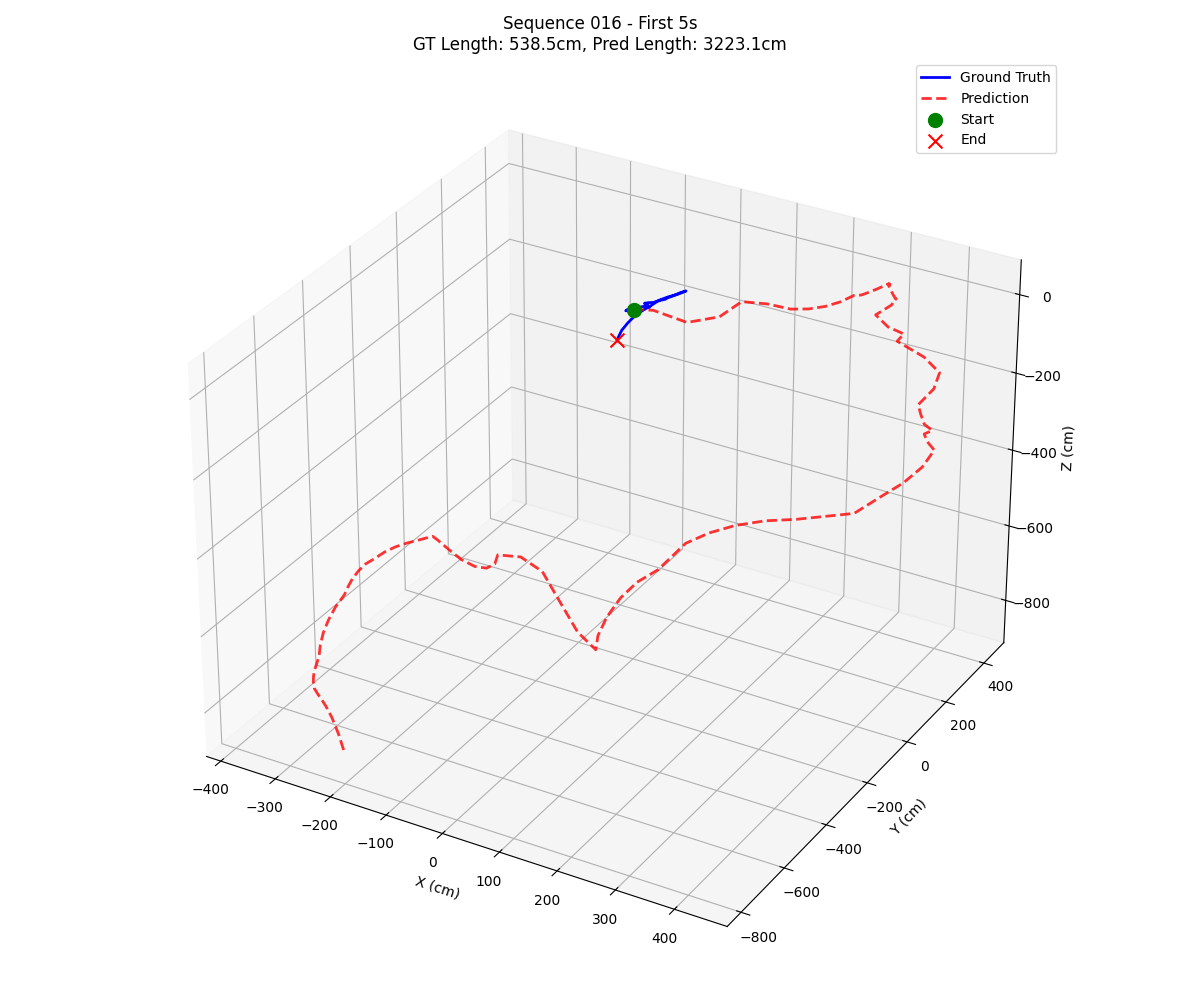 Sequence 016 - First 5s
GT Length: 538.5cm, Pred Length: 3223.1cm
Ground Truth
Prediction
Start
End
0
−200
−400
−600
−800
Z (cm)
400
200
0
−200
−400
−600
−800
Y (cm)
−400
−300
−200
−100
0
100
200
300
400
X (cm)